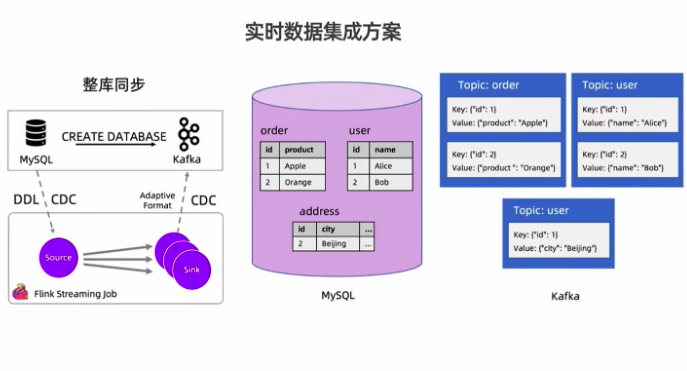 实时数据集成方案
整库同步
CREATE DATABASE
MySQL
Kafka
DDL
CDC
Adaptive
Format
CDC
Source
Sink
Flink Streaming Job
order
id product
1 Apple
2 Orange
user
id name
1 Alice
2 Bob
address
id city ...
2 Beijing ...
MySQL
Topic: order
Key: {"id": 1}
Value: {"product": "Apple"}
Key: {"id": 2}
Value: {"product ": "Orange"}
Topic: user
Key: {"id": 1}
Value: {"name": "Alice"}
Key: {"id": 2}
Value: {"name": "Bob"}
Topic: user
Key: {"id": 1}
Value: {"city": "Beijing"}
Kafka